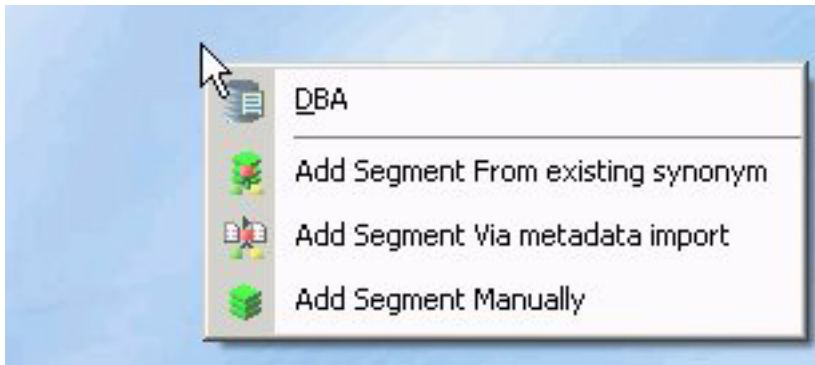 DBA
Add Segment From existing synonym
Add Segment Via metadata import
Add Segment Manually